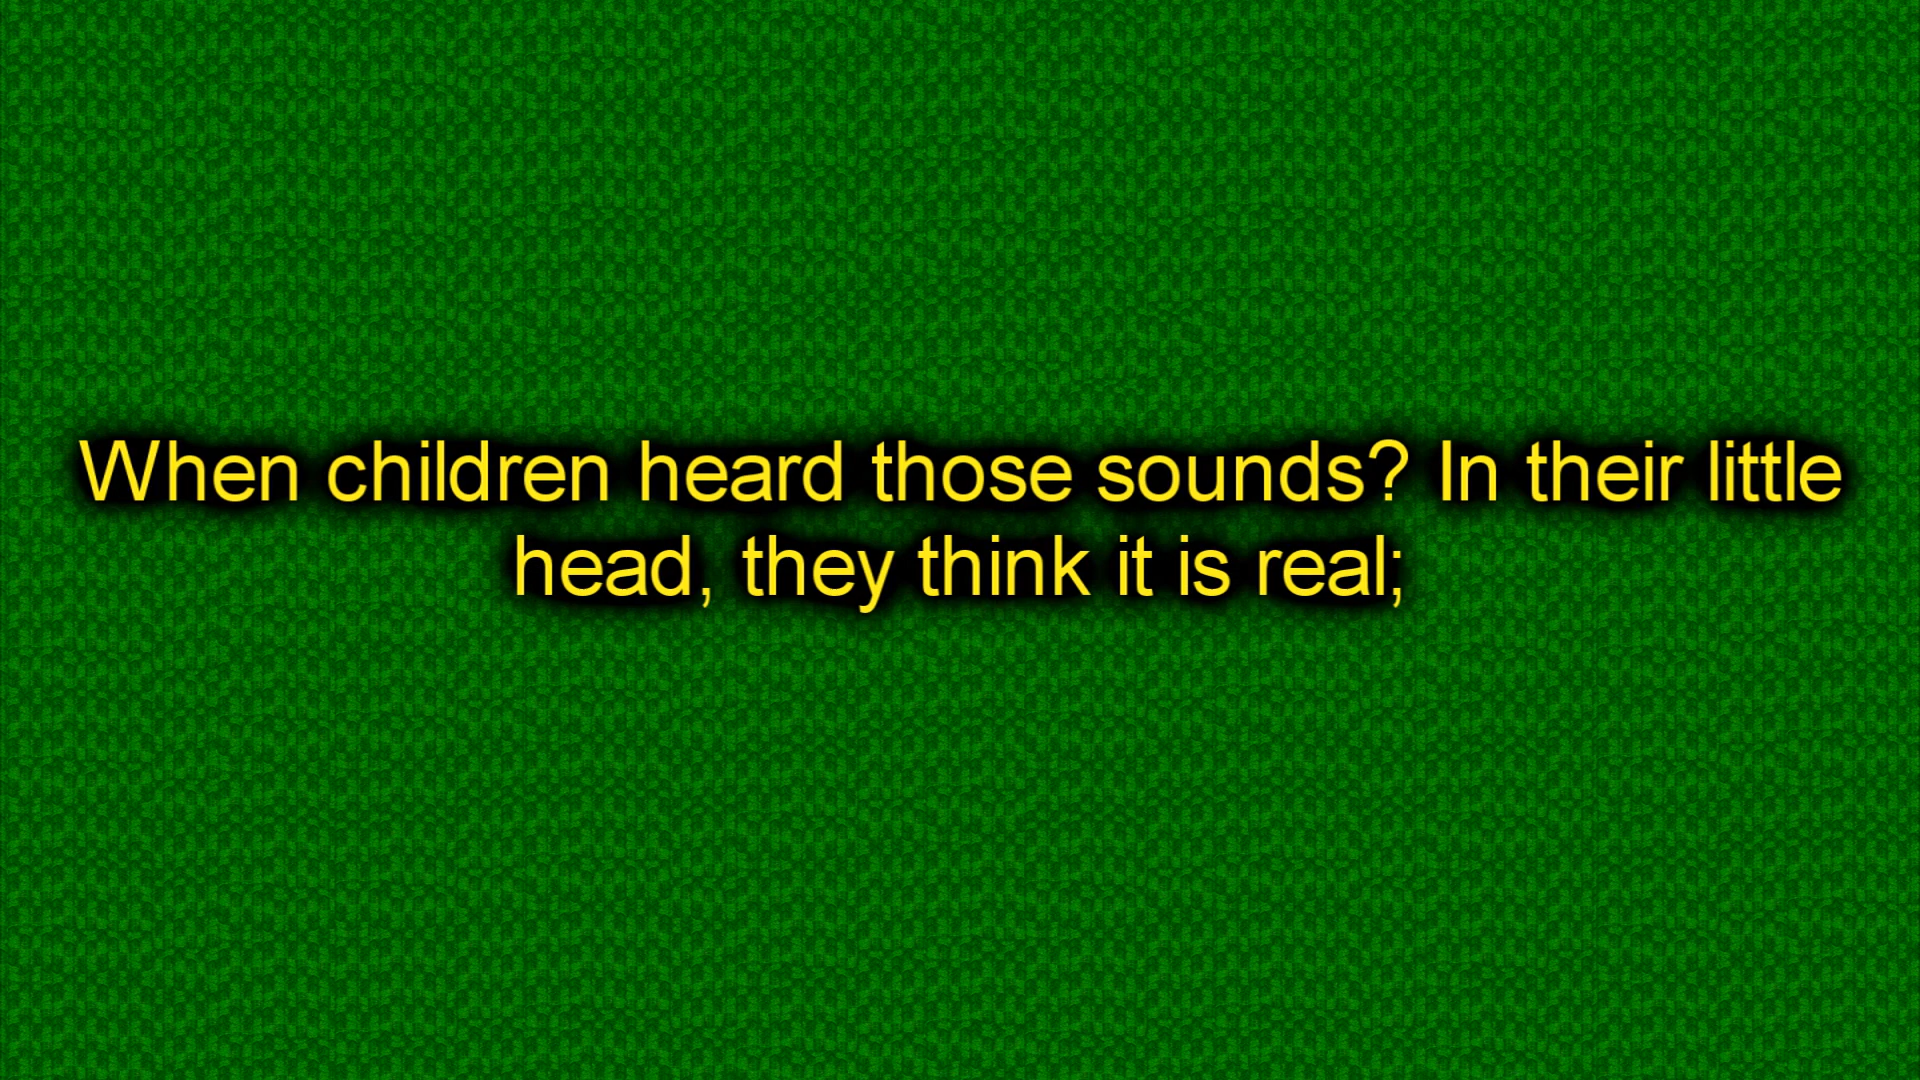 When children heard those sounds? In their little
head, they think it is real;